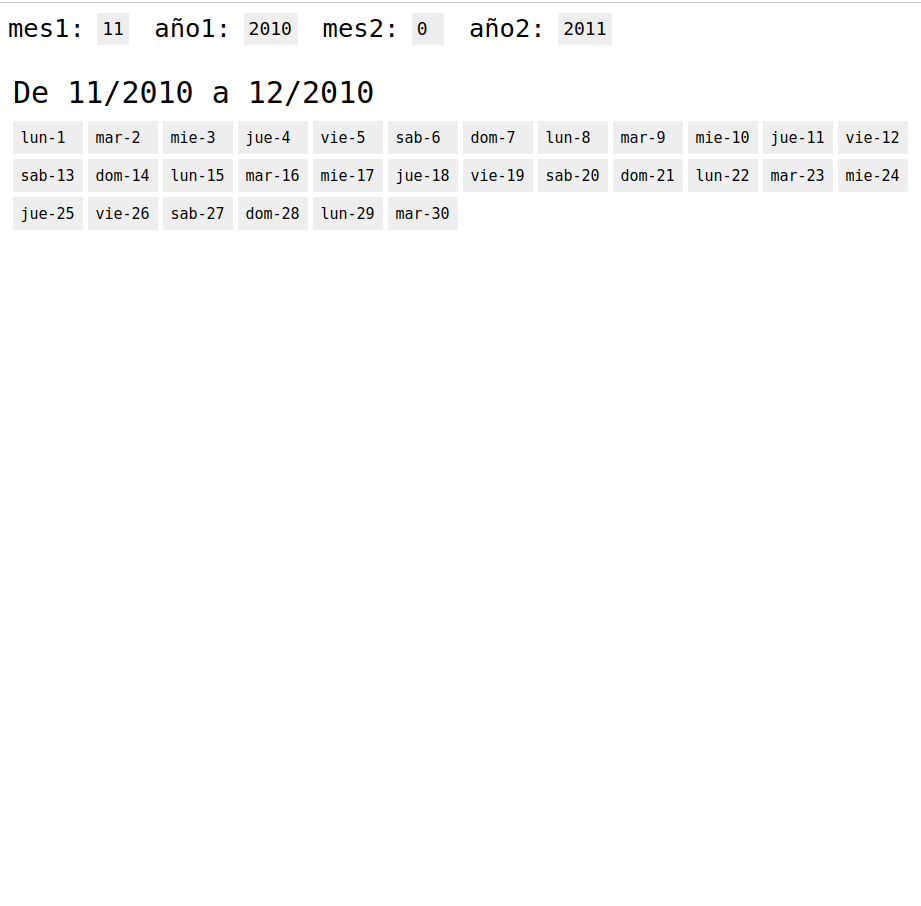 mes1: 11 año1: 2010 mes2: 0 año2: 2011
De 11/2010 a 12/2010
lun-1 mar-2 mie-3 jue-4 vie-5 sab-6 dom-7 lun-8 mar-9 mie-10 jue-11 vie-12
sab-13 dom-14 lun-15 mar-16 mie-17 jue-18 vie-19 sab-20 dom-21 lun-22 mar-23 mie-24
jue-25 vie-26 sab-27 dom-28 lun-29 mar-30